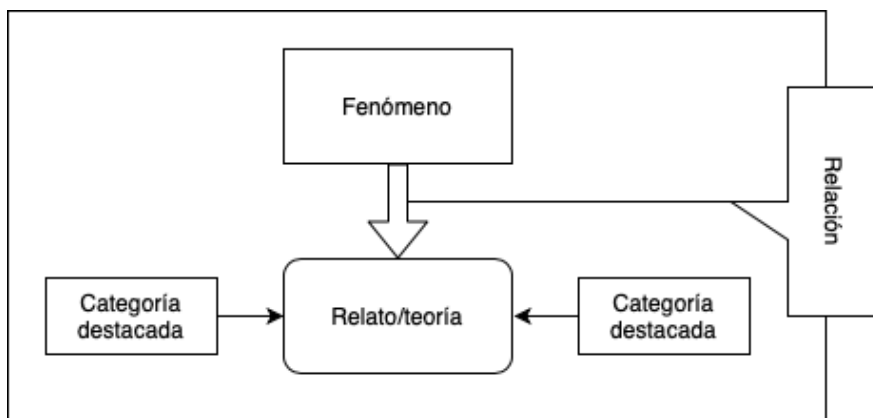 Fenómeno
Relación
Categoría
destacada
Relato/teoría
Categoría
destacada